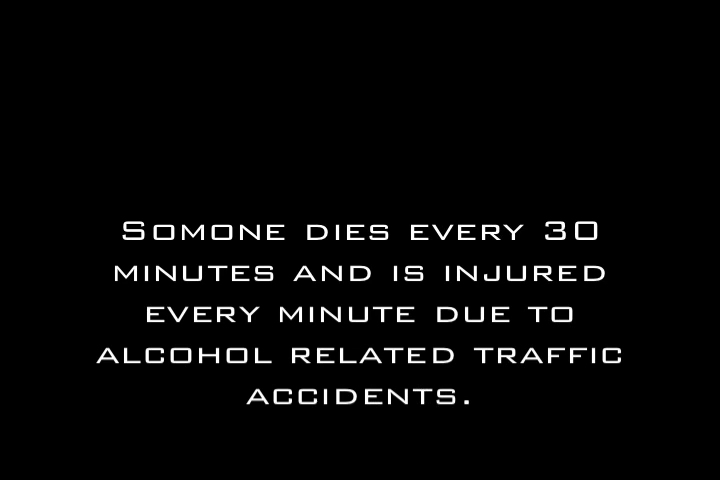 Somone dies every 30
minutes and is injured
every minute due to
alcohol related traffic
accidents.